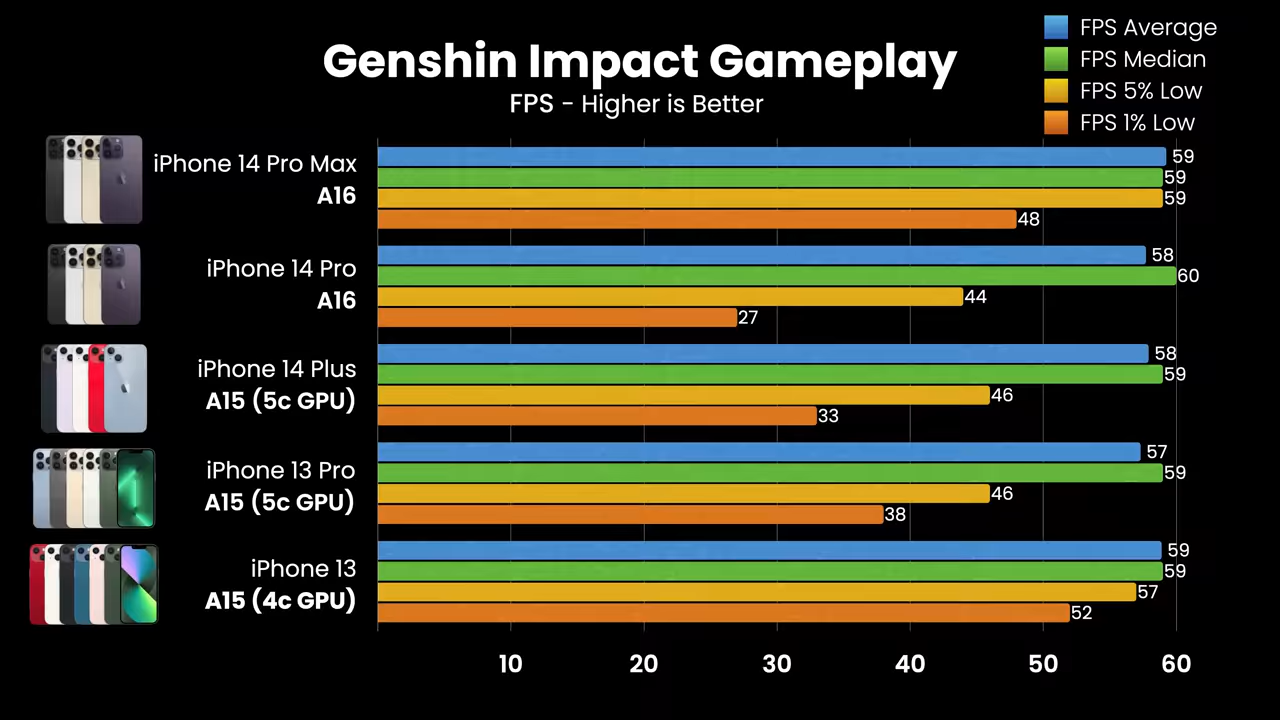 Genshin Impact Gameplay
FPS - Higher is Better
FPS Average
FPS Median
FPS 5% Low
FPS 1% Low
iPhone 14 Pro Max
A16
59
59
59
48
iPhone 14 Pro
A16
58
60
44
27
iPhone 14 Plus
A15 (5c GPU)
58
59
46
33
iPhone 13 Pro
A15 (5c GPU)
57
59
46
38
iPhone 13
A15 (4c GPU)
59
59
57
52
10 20 30 40 50 60